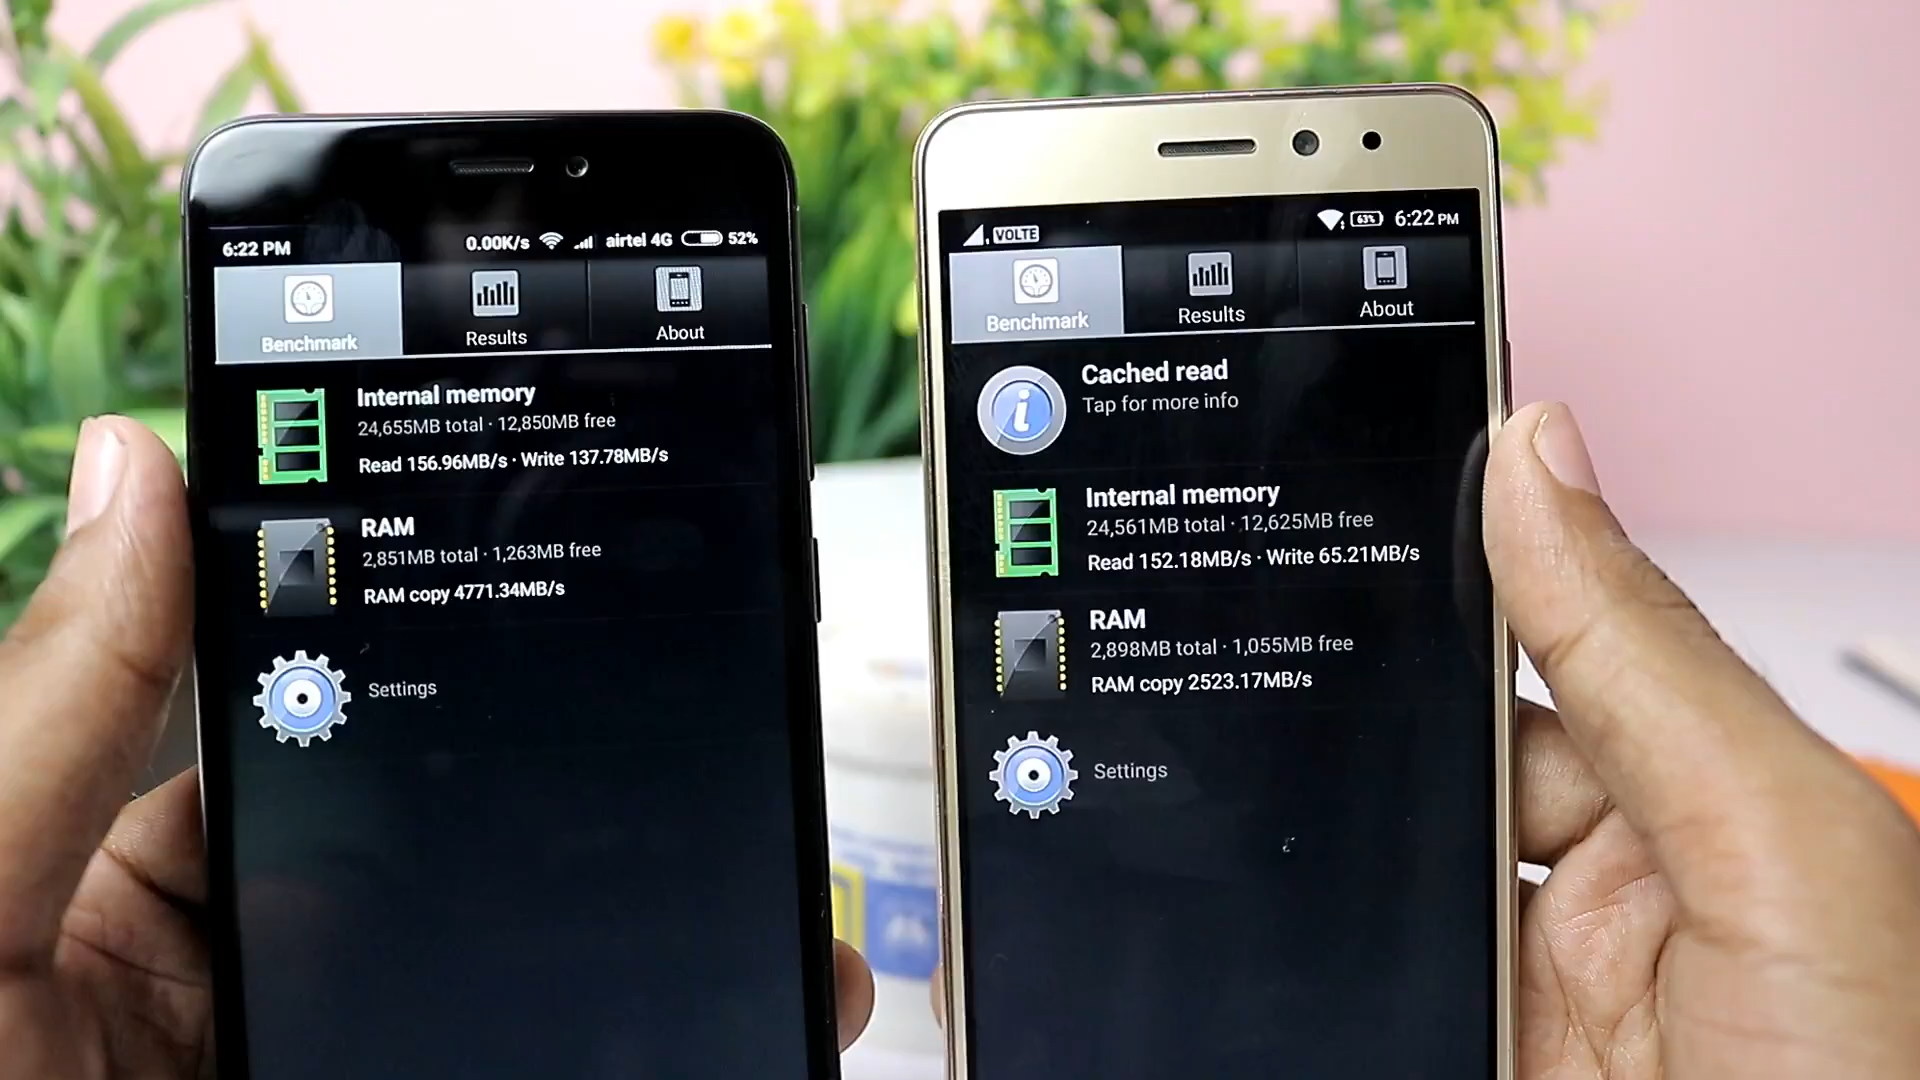 6:22 PM 0.00K/s airtel 4G 52%
Benchmark Results About
Internal memory
24,655MB total · 12,850MB free
Read 156.96MB/s · Write 137.78MB/s
RAM
2,851MB total · 1,263MB free
RAM copy 4771.34MB/s
Settings
VOLTE 63% 6:22 PM
Benchmark Results About
Cached read
Tap for more info
Internal memory
24,561MB total · 12,625MB free
Read 152.18MB/s · Write 65.21MB/s
RAM
2,898MB total · 1,055MB free
RAM copy 2523.17MB/s
Settings